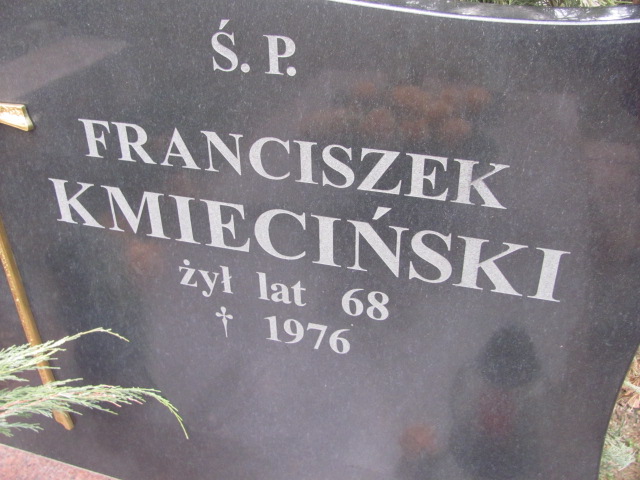 Ś. P.
FRANCISZEK
KMIECIŃSKI
żył lat 68
† 1976